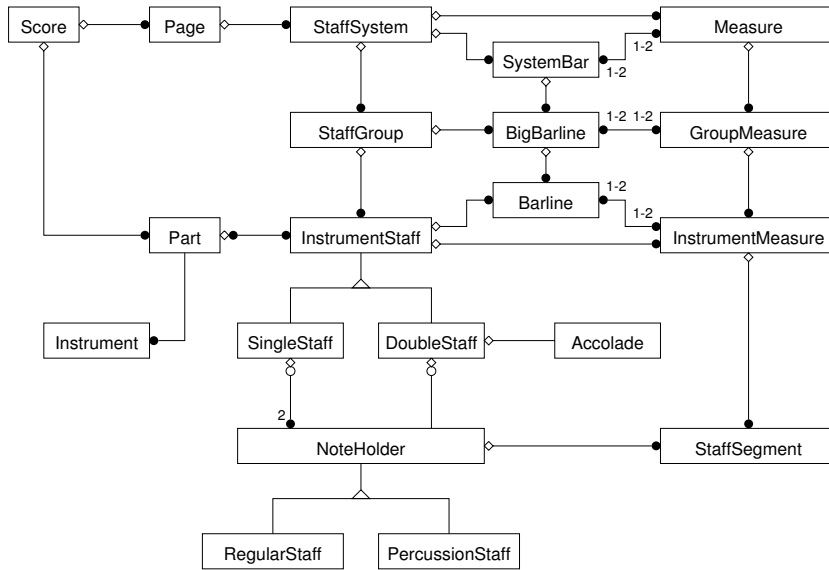 Score
Page
StaffSystem
Measure
SystemBar
1-2
1-2
StaffGroup
BigBarline
1-2
1-2
GroupMeasure
Barline
1-2
1-2
Part
InstrumentStaff
InstrumentMeasure
Instrument
SingleStaff
DoubleStaff
Accolade
2
NoteHolder
StaffSegment
RegularStaff
PercussionStaff